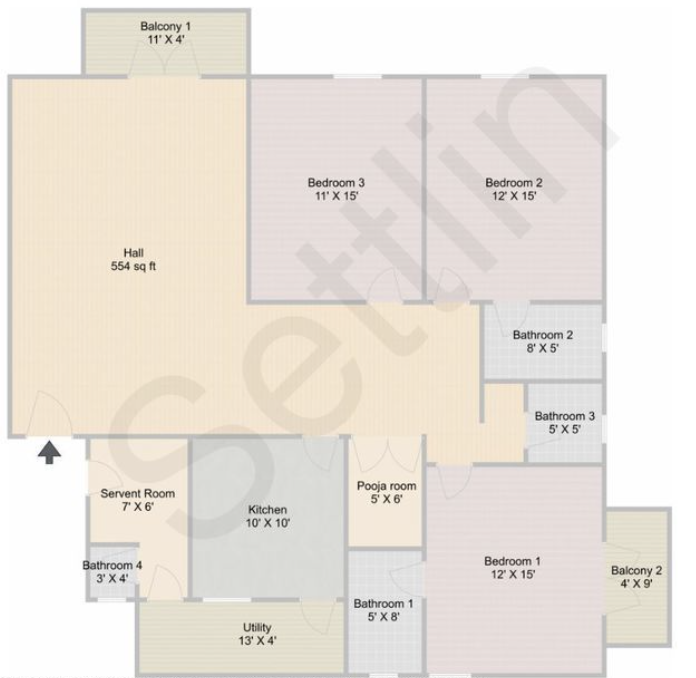 Balcony 1
11' X 4'
Bedroom 3
11' X 15'
Bedroom 2
12' X 15'
Hall
554 sq ft
Bathroom 2
8' X 5'
Bathroom 3
5' X 5'
Servent Room
7' X 6'
Kitchen
10' X 10'
Pooja room
5' X 6'
Bedroom 1
12' X 15'
Balcony 2
4' X 9'
Bathroom 4
3' X 4'
Bathroom 1
5' X 8'
Utility
13' X 4'
Settlin